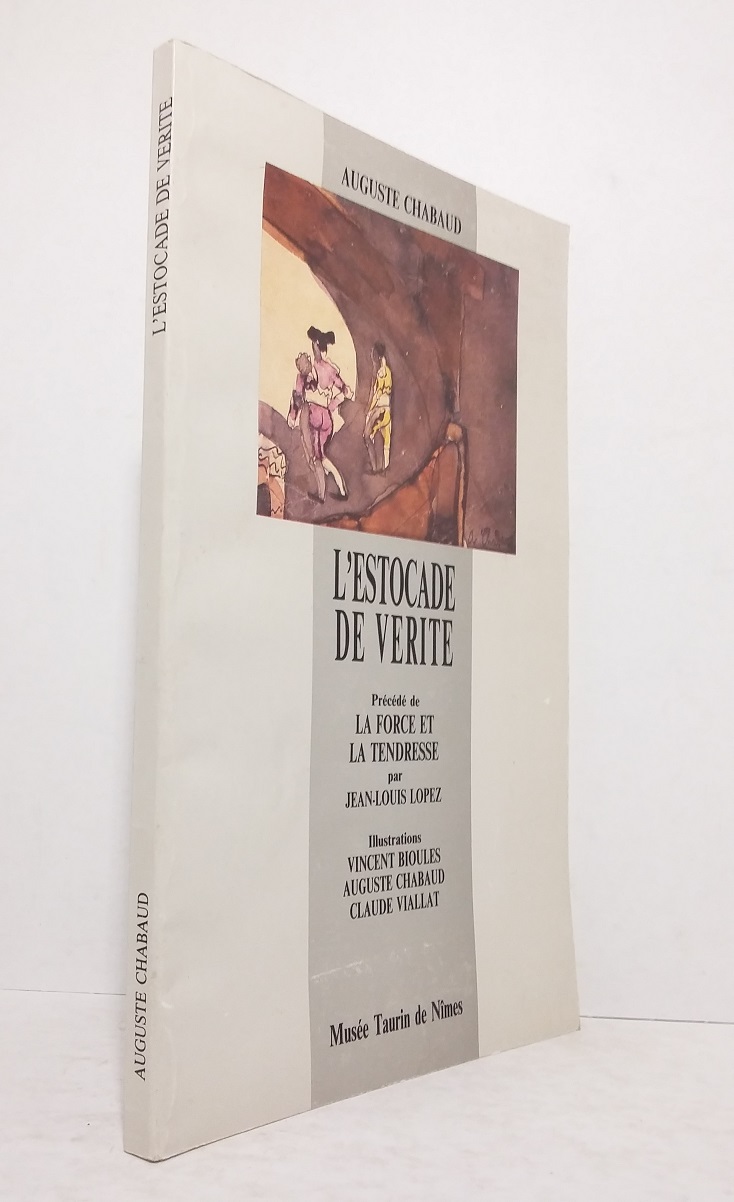 L'ESTOCADE DE VERITE
AUGUSTE CHABAUD
AUGUSTE CHABAUD
L'ESTOCADE
DE VERITE
Précédé de
LA FORCE ET
LA TENDRESSE
par
JEAN-LOUIS LOPEZ
Illustrations
VINCENT BIOULES
AUGUSTE CHABAUD
CLAUDE VIALLAT
Musée Taurin de Nîmes